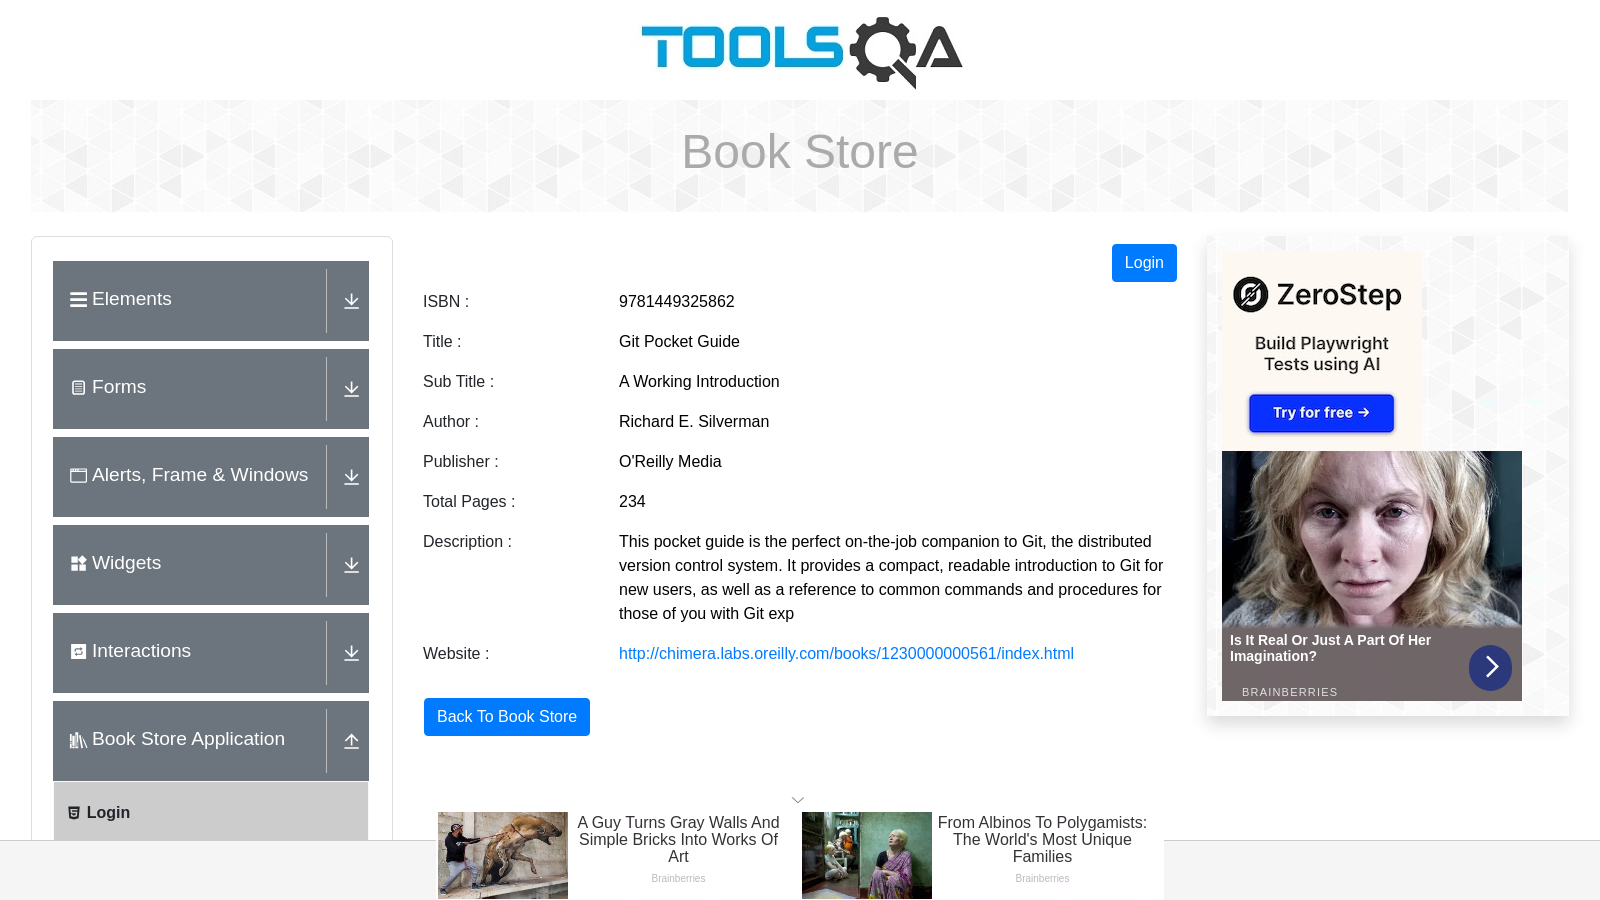 TOOLSQA
Book Store
Elements
Forms
Alerts, Frame & Windows
Widgets
Interactions
Book Store Application
Login
Login
ISBN :
9781449325862
Title :
Git Pocket Guide
Sub Title :
A Working Introduction
Author :
Richard E. Silverman
Publisher :
O'Reilly Media
Total Pages :
234
Description :
This pocket guide is the perfect on-the-job companion to Git, the distributed
version control system. It provides a compact, readable introduction to Git for
new users, as well as a reference to common commands and procedures for
those of you with Git exp
Website :
http://chimera.labs.oreilly.com/books/1230000000561/index.html
Back To Book Store
ZeroStep
Build Playwright
Tests using AI
Try for free →
Is It Real Or Just A Part Of Her
Imagination?
BRAINBERRIES
A Guy Turns Gray Walls And
Simple Bricks Into Works Of
Art
Brainberries
From Albinos To Polygamists:
The World's Most Unique
Families
Brainberries